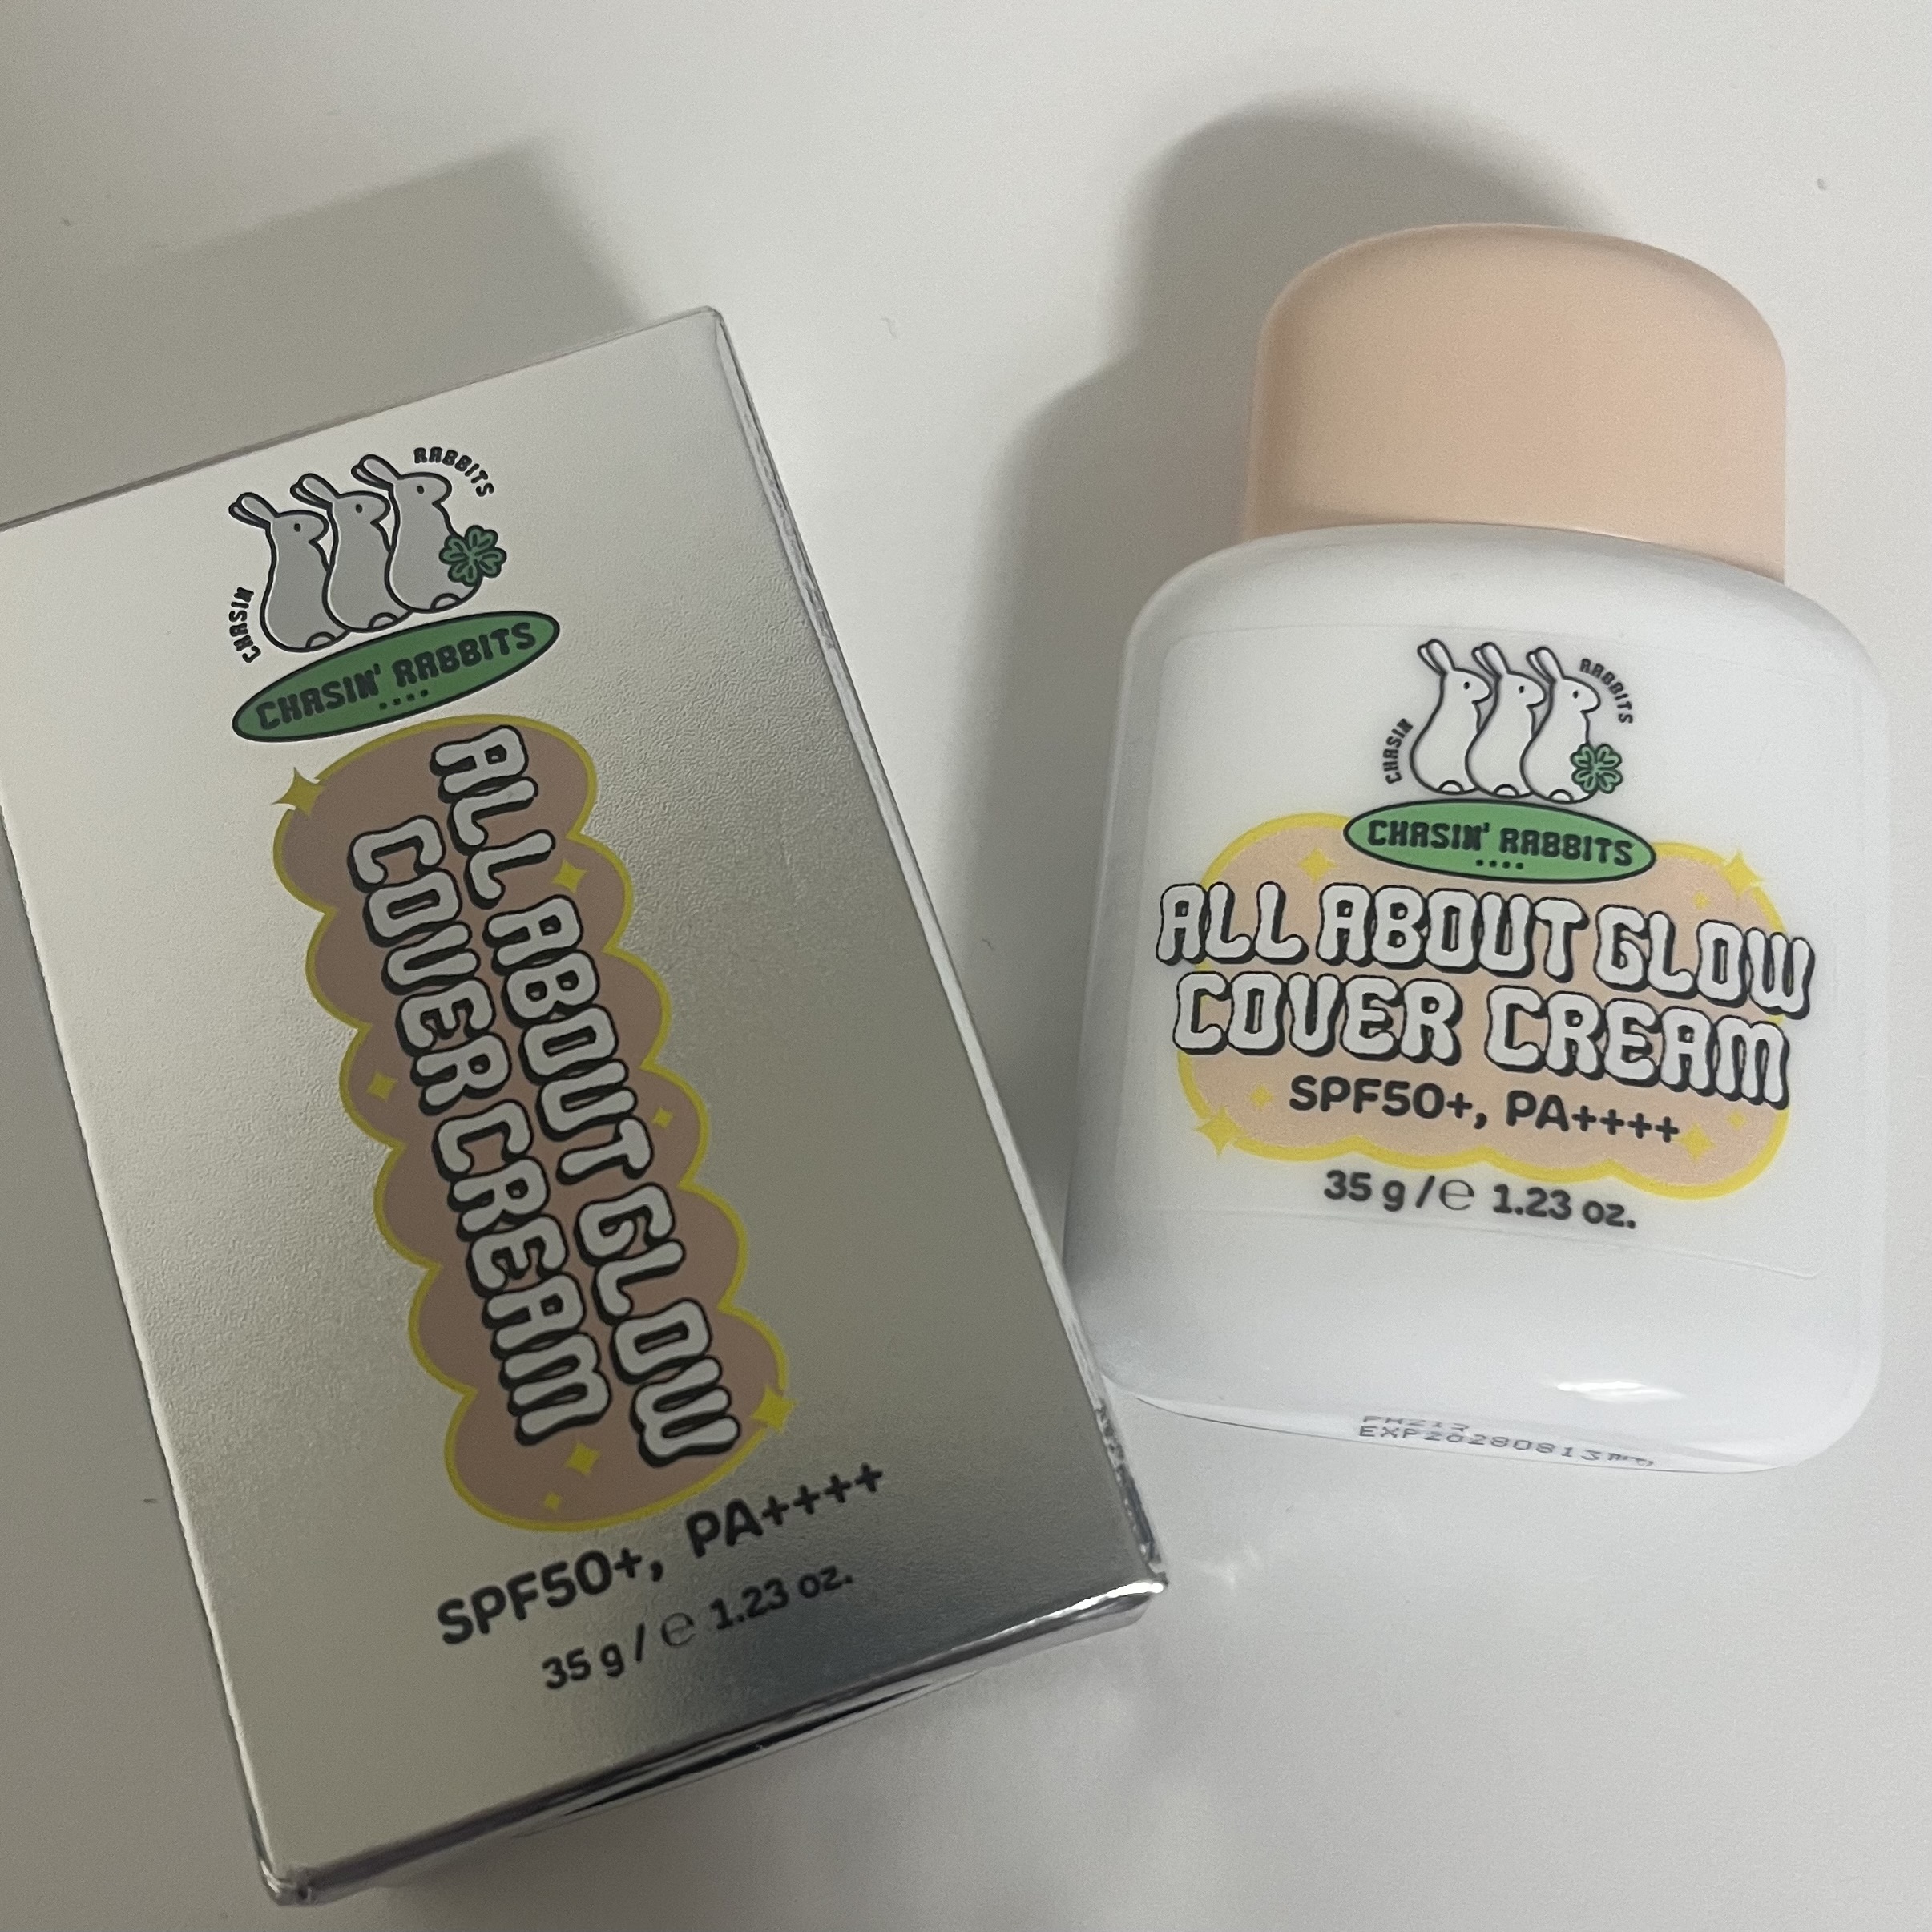 CHASIN RABBITS
CHASIN' RABBITS
ALL ABOUT GLOW
COVER CREAM
SPF50+, PA++++
35 g / ℮ 1.23 oz.
CHASIN RABBITS
CHASIN' RABBITS
ALL ABOUT GLOW
COVER CREAM
SPF50+, PA++++
35 g / ℮ 1.23 oz.
EXP20280813